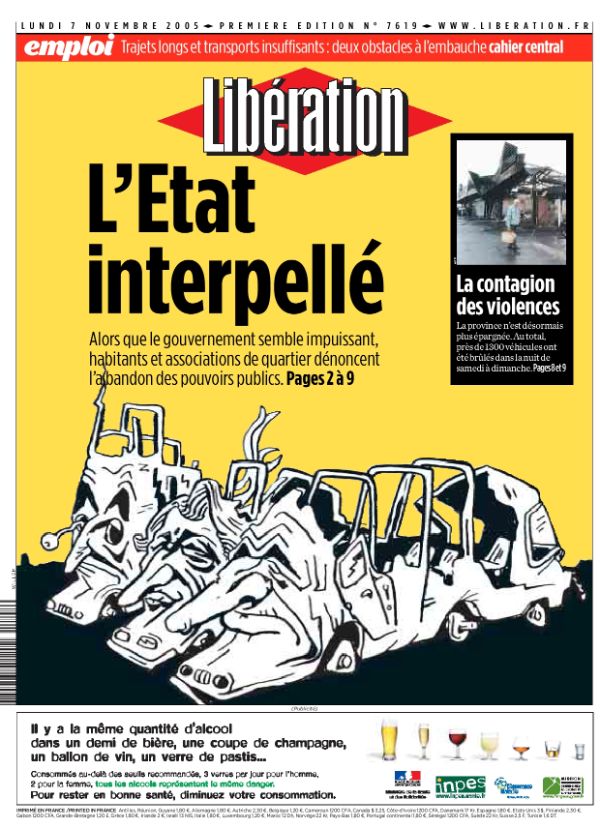 LUNDI 7 NOVEMBRE 2005 PREMIERE EDITION N° 7619 WWW.LIBERATION.FR
emploi Trajets longs et transports insuffisants : deux obstacles à l'embauche cahier central
Libération
L'Etat
interpellé
Alors que le gouvernement semble impuissant,
habitants et associations de quartier dénoncent
l'abandon des pouvoirs publics. Pages 2 à 9
La contagion
des violences
La province n'est désormais
plus épargnée. Au total,
près de 1300 véhicules ont
été brûlés dans la nuit de
samedi à dimanche. Pages 8 et 9
(Publicité)
Il y a la même quantité d'alcool
dans un demi de bière, une coupe de champagne,
un ballon de vin, un verre de pastis...
Consommés au-delà des seuils recommandés, 3 verres par jour pour l'homme,
2 pour la femme, tous les alcools représentent le même danger.
Pour rester en bonne santé, diminuez votre consommation.
inpes
IMPRIMÉ EN FRANCE / PRINTED IN FRANCE